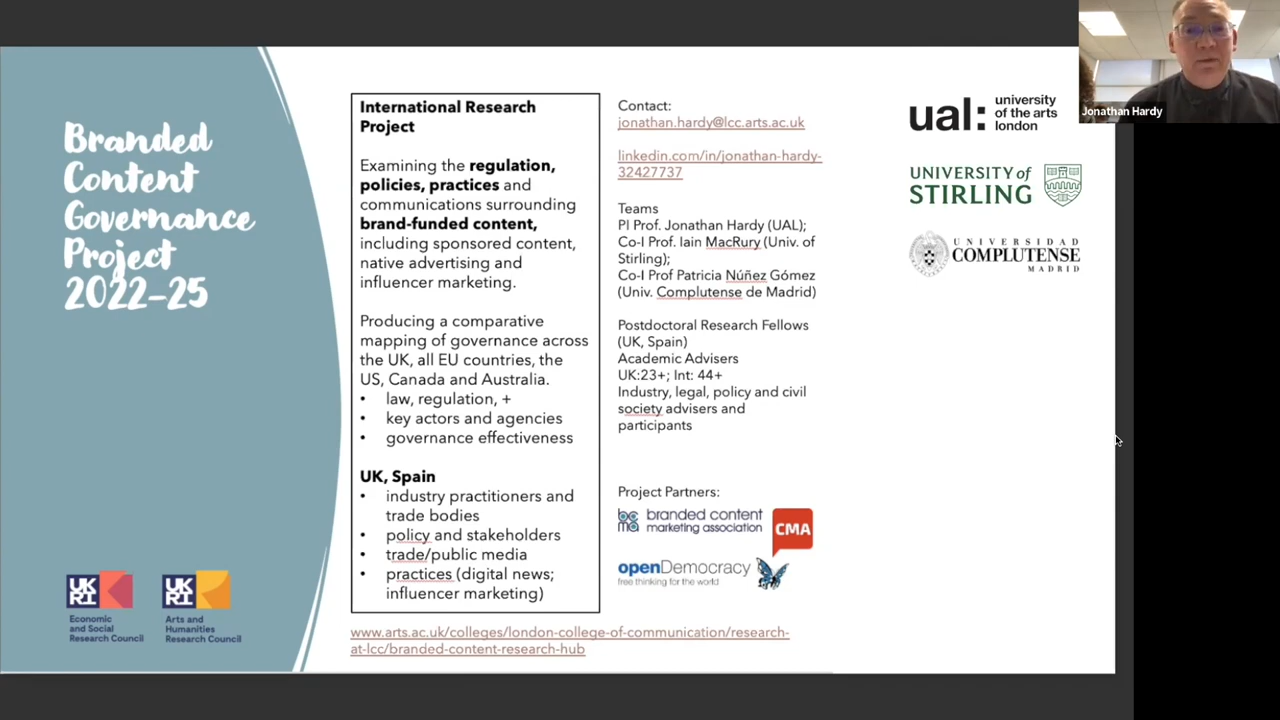 Branded
Content
Governance
Project
2022-25
UK
RI
Economic
and Social
Research Council
UK
RI
Arts and
Humanities
Research Council
International Research
Project
Examining the regulation,
policies, practices and
communications surrounding
brand-funded content,
including sponsored content,
native advertising and
influencer marketing.
Producing a comparative
mapping of governance across
the UK, all EU countries, the
US, Canada and Australia.
• law, regulation, +
• key actors and agencies
• governance effectiveness
UK, Spain
• industry practitioners and
trade bodies
• policy and stakeholders
• trade/public media
• practices (digital news;
influencer marketing)
www.arts.ac.uk/colleges/london-college-of-communication/research-
at-lcc/branded-content-research-hub
Contact:
jonathan.hardy@lcc.arts.ac.uk
linkedin.com/in/jonathan-hardy-
32427737
Teams
PI Prof. Jonathan Hardy (UAL);
Co-I Prof. Iain MacRury (Univ. of
Stirling);
Co-I Prof Patricia Núñez Gómez
(Univ. Complutense de Madrid)
Postdoctoral Research Fellows
(UK, Spain)
Academic Advisers
UK:23+; Int: 44+
Industry, legal, policy and civil
society advisers and
participants
Project Partners:
bcma branded content
marketing association
CMA
openDemocracy
free thinking for the world
ual: university
of the arts
london
UNIVERSITY of
STIRLING
UNIVERSIDAD
COMPLUTENSE
MADRID
Jonathan Hardy